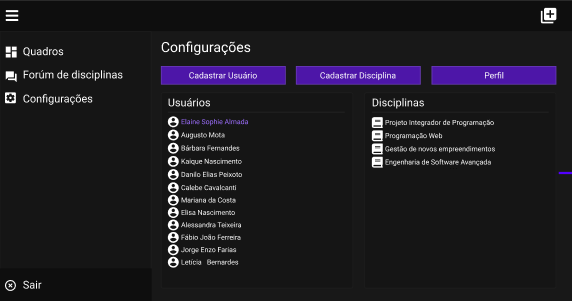 Quadros
Fórum de disciplinas
Configurações
Sair
Configurações
Cadastrar Usuário
Cadastrar Disciplina
Perfil
Usuários
Elaine Sophie Almada
Augusto Mota
Bárbara Fernandes
Kaique Nascimento
Danilo Elias Peixoto
Calebe Cavalcanti
Mariana da Costa
Elisa Nascimento
Alessandra Teixeira
Fábio João Ferreira
Jorge Enzo Farias
Letícia Bernardes
Disciplinas
Projeto Integrador de Programação
Programação Web
Gestão de novos empreendimentos
Engenharia de Software Avançada